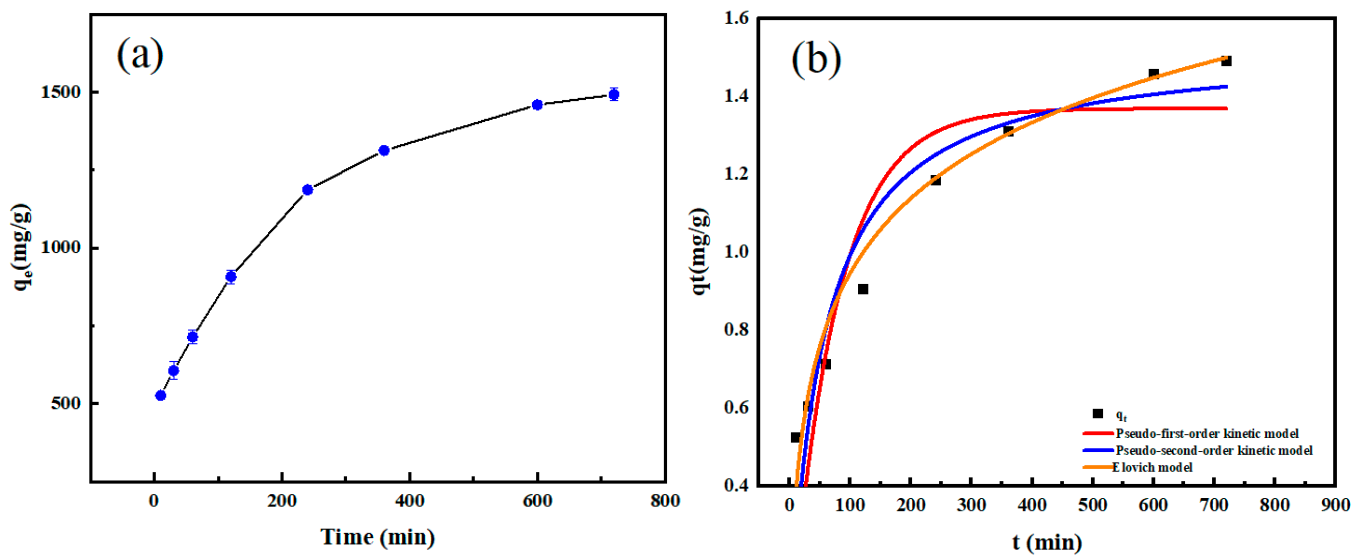 (a)
1500
1000
500
qₑ(mg/g)
0
200
400
600
800
Time (min)
(b)
1.6
1.4
1.2
1.0
0.8
0.6
0.4
qt(mg/g)
qₜ
Pseudo-first-order kinetic model
Pseudo-second-order kinetic model
Elovich model
0
100
200
300
400
500
600
700
800
900
t (min)